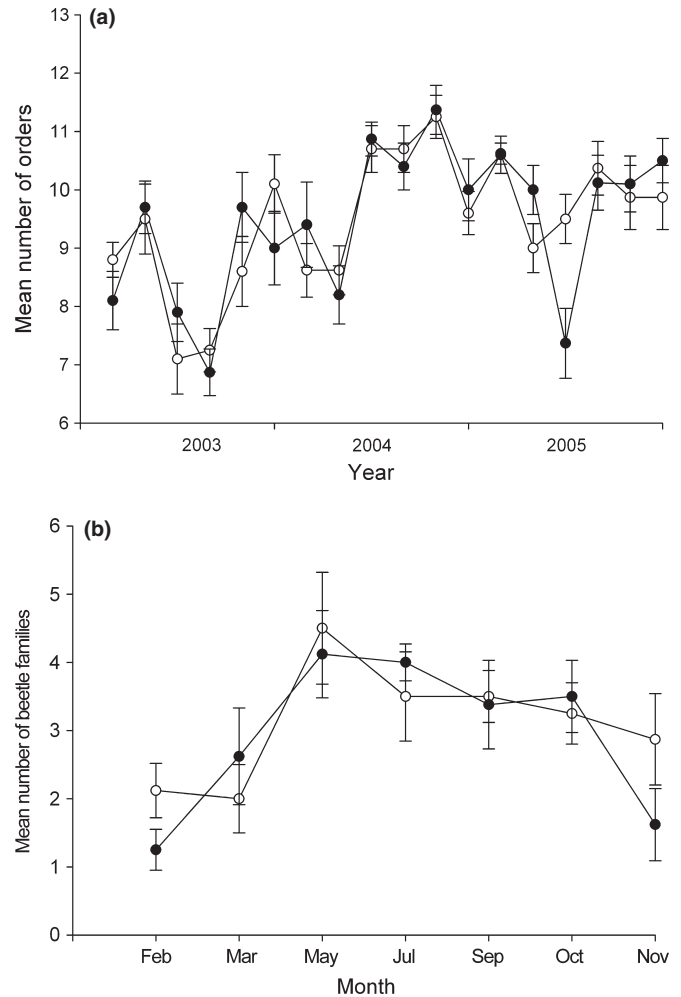 (a)
13
12
11
10
9
8
7
6
Mean number of orders
2003 2004 2005
Year
(b)
6
5
4
3
2
1
0
Mean number of beetle families
Feb Mar May Jul Sep Oct Nov
Month